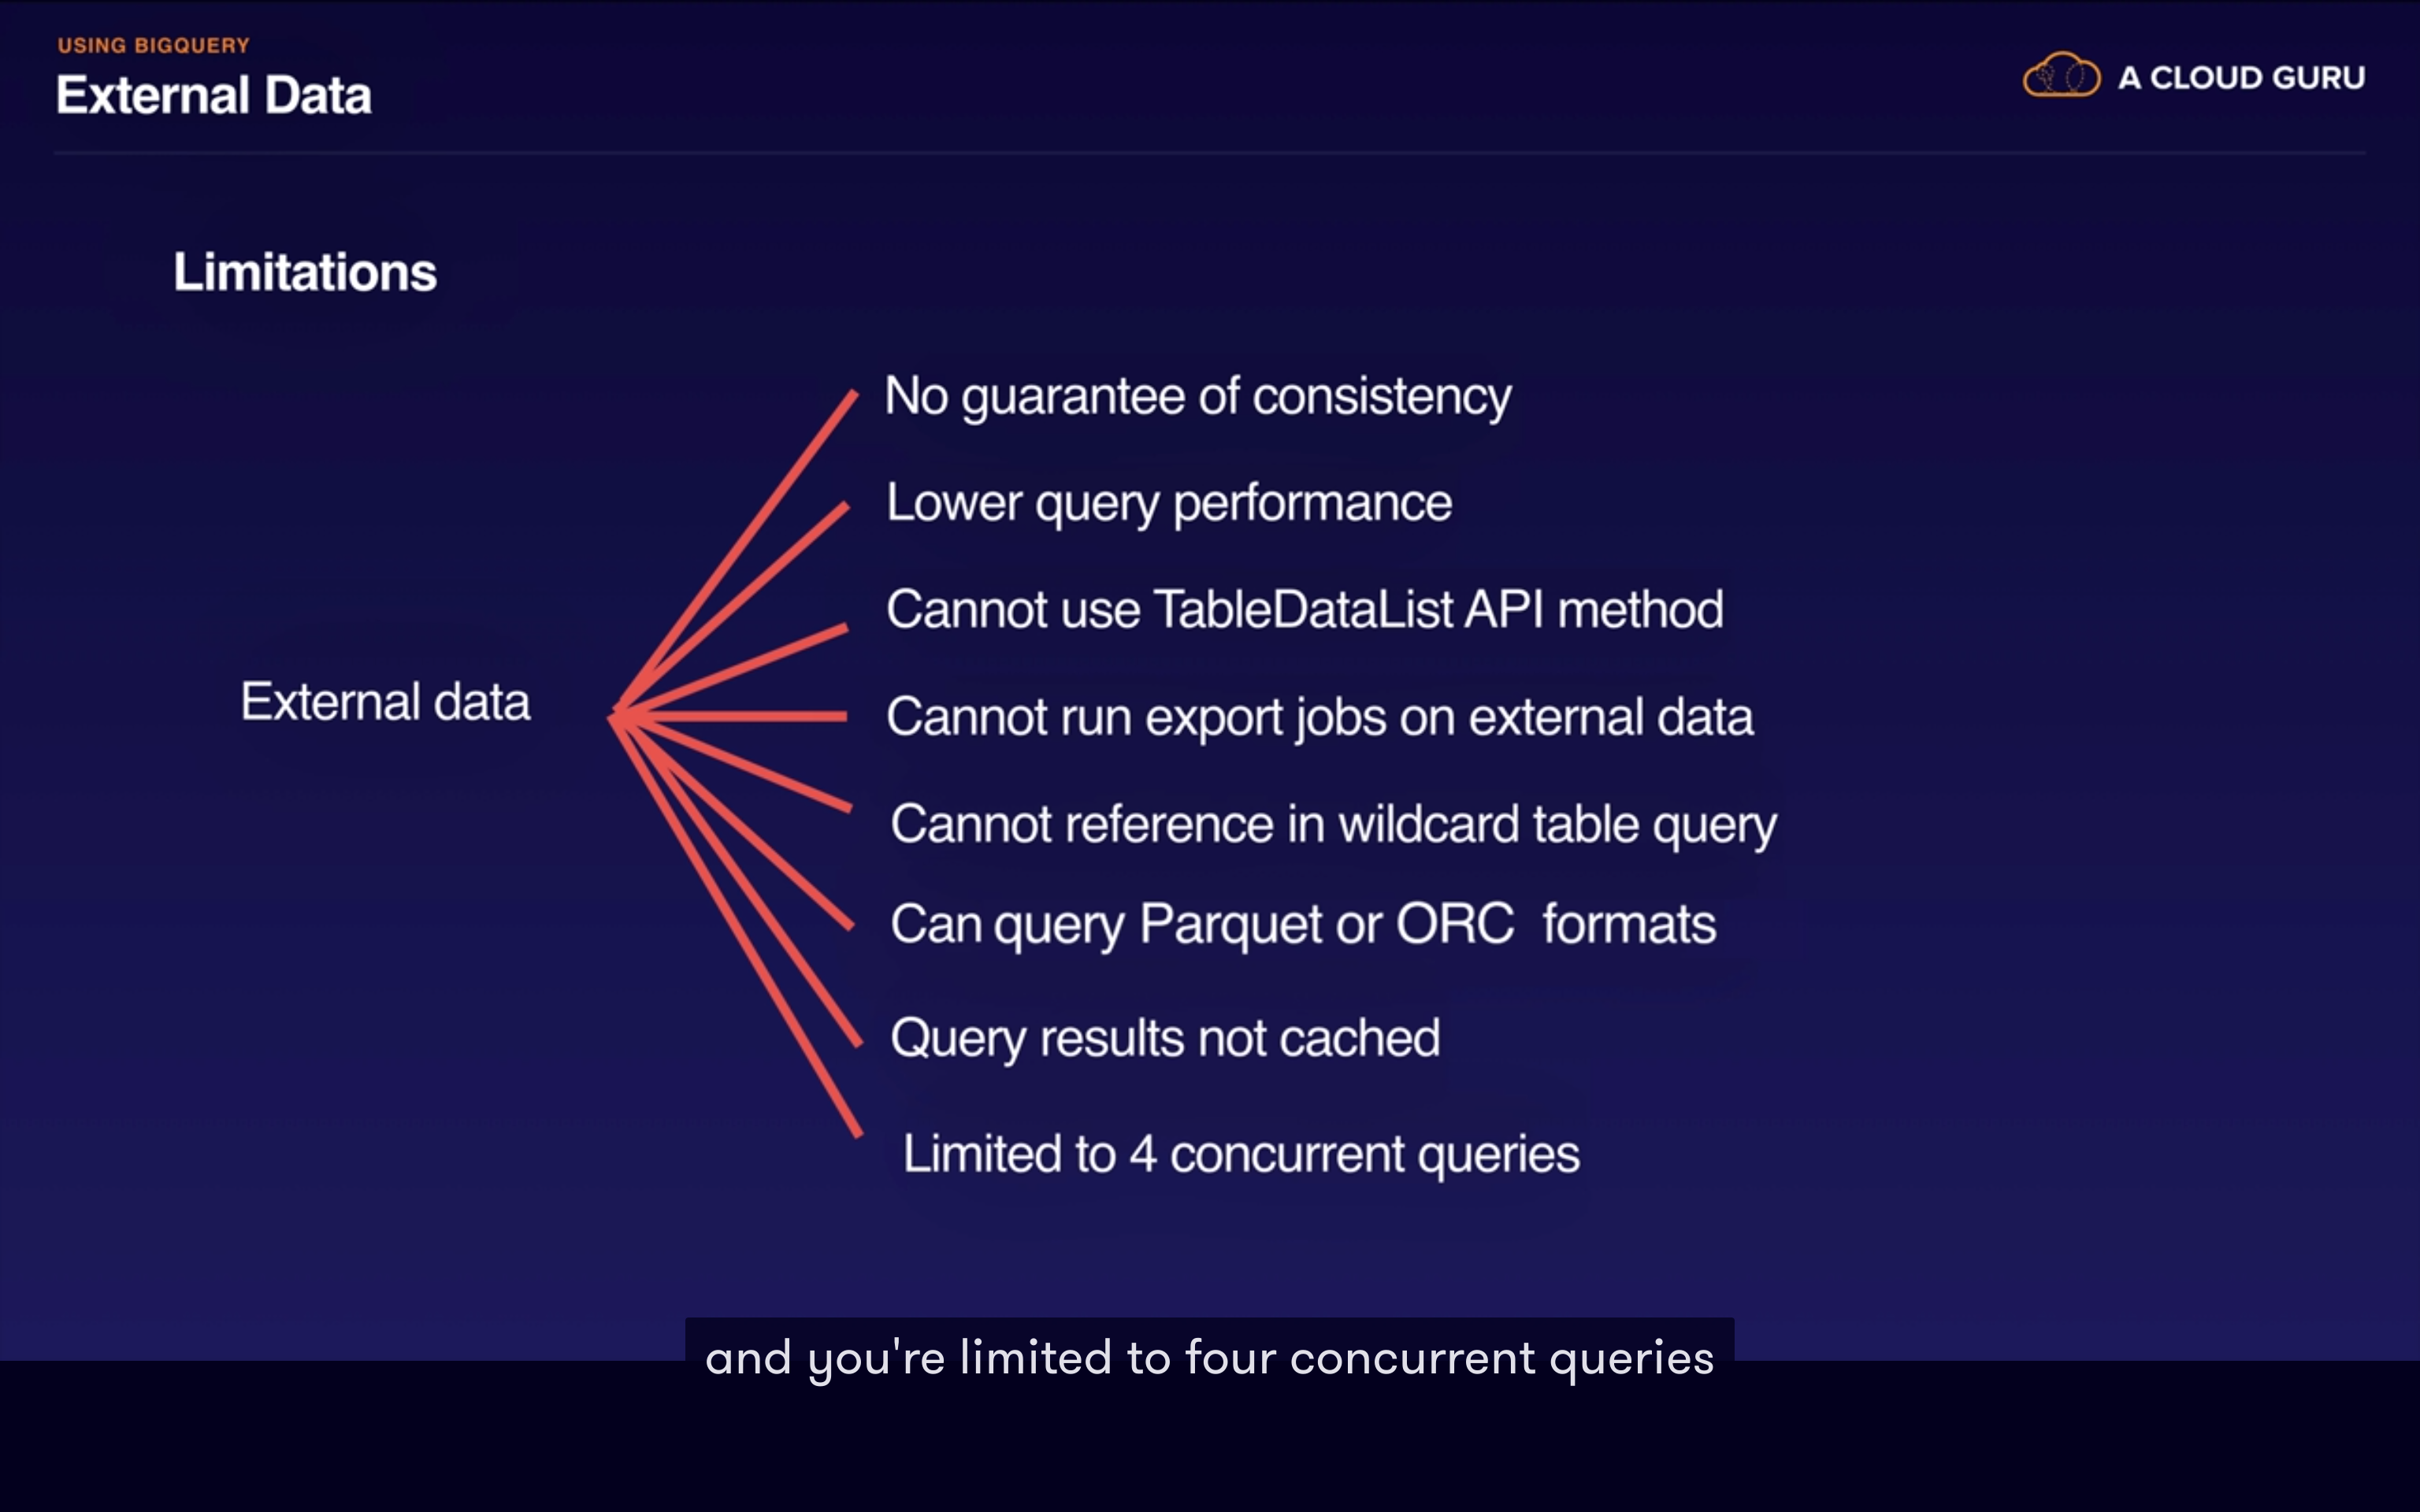 USING BIGQUERY
External Data
A CLOUD GURU
Limitations
External data
No guarantee of consistency
Lower query performance
Cannot use TableDataList API method
Cannot run export jobs on external data
Cannot reference in wildcard table query
Can query Parquet or ORC formats
Query results not cached
Limited to 4 concurrent queries
and you're limited to four concurrent queries